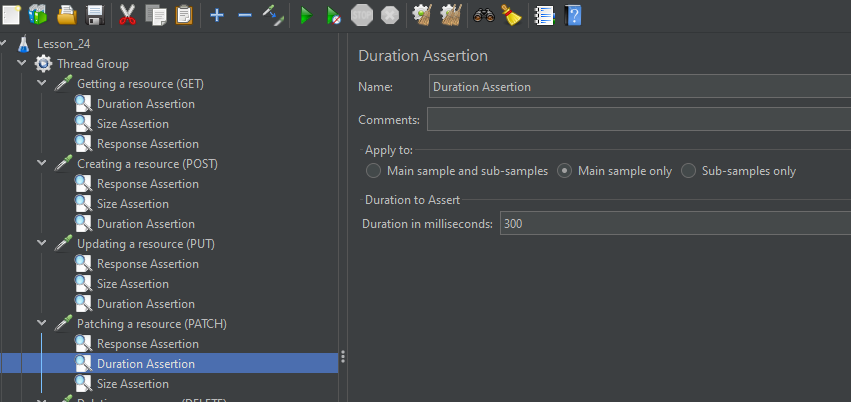 Lesson_24
Thread Group
Getting a resource (GET)
Duration Assertion
Size Assertion
Response Assertion
Creating a resource (POST)
Response Assertion
Size Assertion
Duration Assertion
Updating a resource (PUT)
Response Assertion
Size Assertion
Duration Assertion
Patching a resource (PATCH)
Response Assertion
Duration Assertion
Size Assertion
Duration Assertion
Name: Duration Assertion
Comments:
Apply to:
Main sample and sub-samples Main sample only Sub-samples only
Duration to Assert
Duration in milliseconds: 300